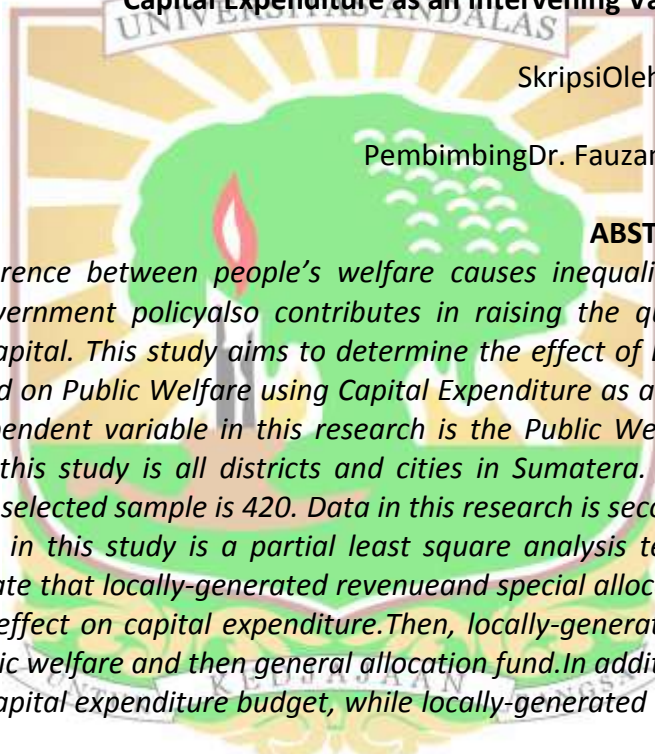 Capital Expenditure as an Intervening Va
UNIVERSITAS ANDALAS
SkripsiOleh
PembimbingDr. Fauzan
ABST
rence between people's welfare causes inequali
vernment policyalso contributes in raising the qu
apital. This study aims to determine the effect of
d on Public Welfare using Capital Expenditure as a
pendent variable in this research is the Public We
this study is all districts and cities in Sumatera.
selected sample is 420. Data in this research is seco
in this study is a partial least square analysis te
ate that locally-generated revenueand special alloc
effect on capital expenditure.Then, locally-generat
ic welfare and then general allocation fund.In addit
apital expenditure budget, while locally-generated
UNTUK KEDJAJAAN BANGSA